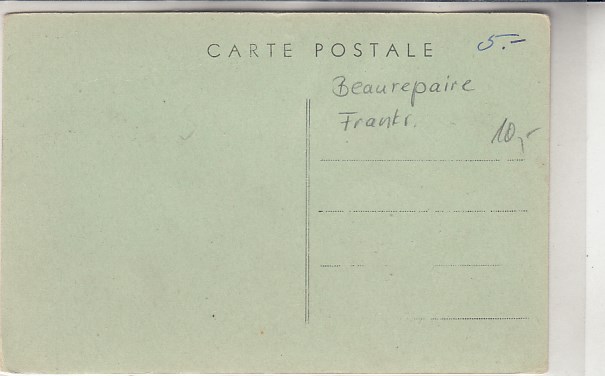 CARTE POSTALE 5.-
Beaurepaire
Frankr.
10,-